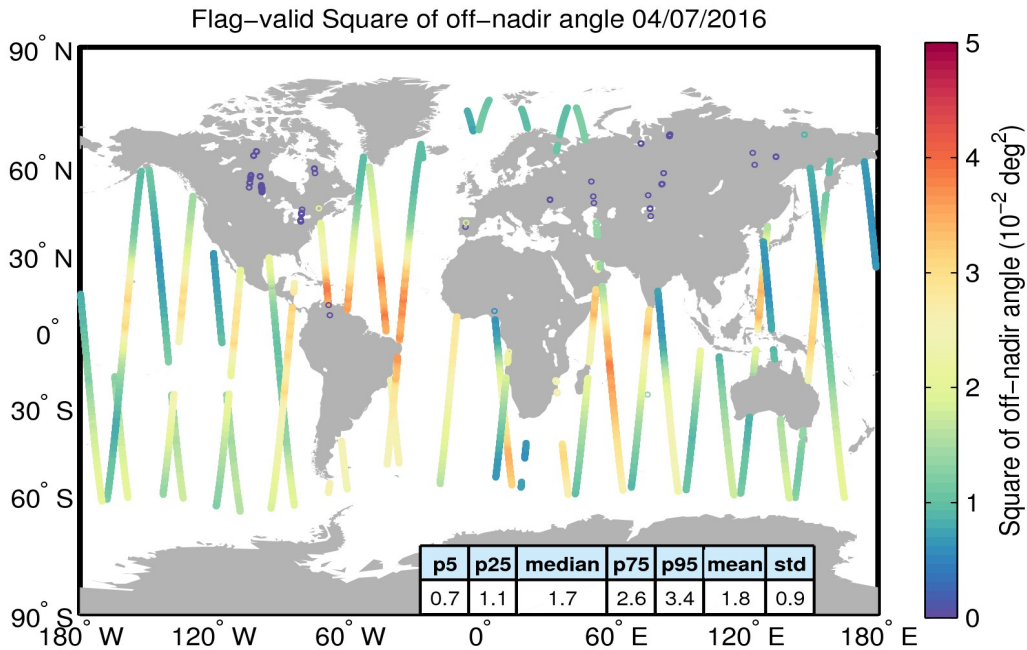 Flag−valid Square of off−nadir angle 04/07/2016
90° N
60° N
30° N
0°
30° S
60° S
90° S
180° W
120° W
60° W
0°
60° E
120° E
180° E
p5 p25 median p75 p95 mean std
0.7 1.1 1.7 2.6 3.4 1.8 0.9
5
4
3
2
1
0
Square of off−nadir angle (10⁻² deg²)